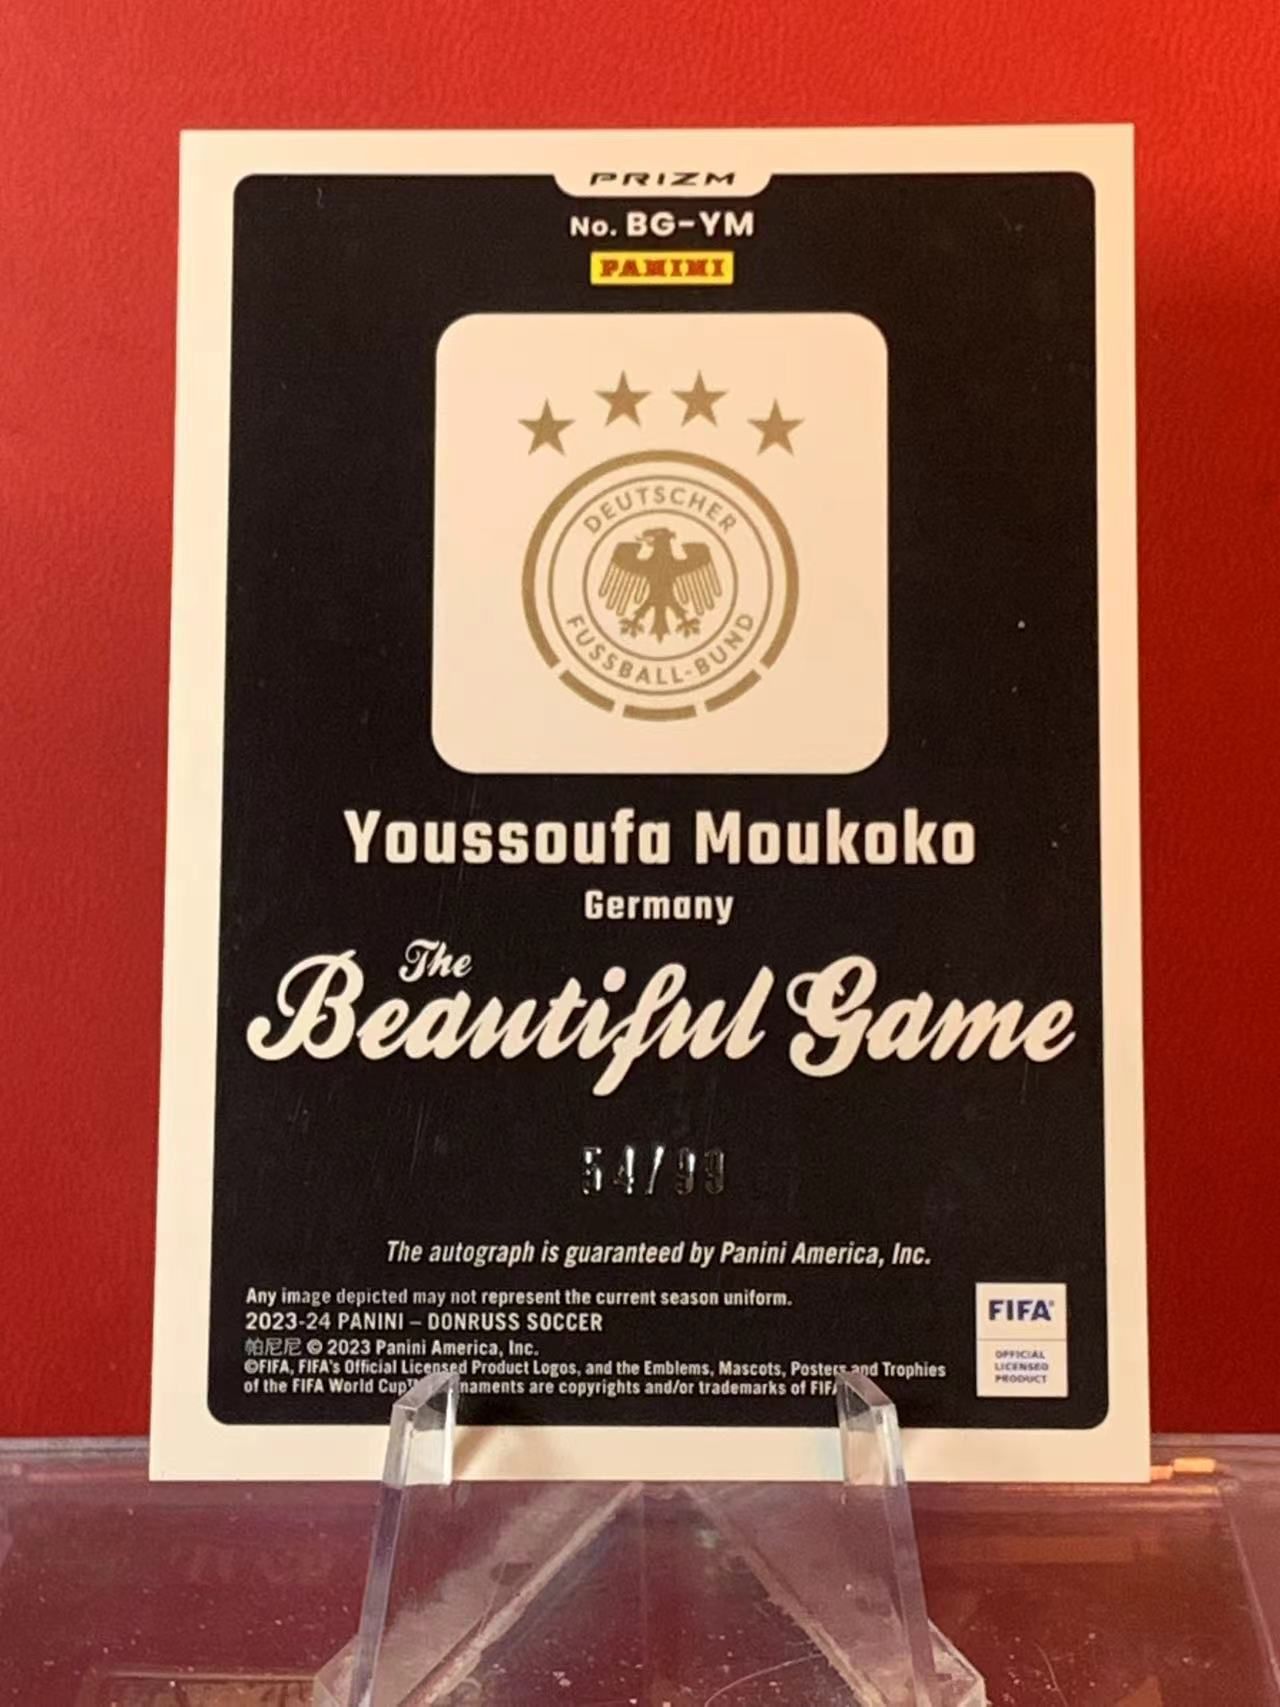 PRIZM
No. BG-YM
PANINI
DEUTSCHER
FUSSBALL-BUND
Youssoufa Moukoko
Germany
The
Beautiful Game
54/99
The autograph is guaranteed by Panini America, Inc.
Any image depicted may not represent the current season uniform.
2023-24 PANINI – DONRUSS SOCCER
帕尼尼 © 2023 Panini America, Inc.
©FIFA, FIFA's Official Licensed Product Logos, and the Emblems, Mascots, Posters and Trophies
of the FIFA World Cup™ are copyrights and/or trademarks of FIFA
FIFA®
OFFICIAL
LICENSED
PRODUCT